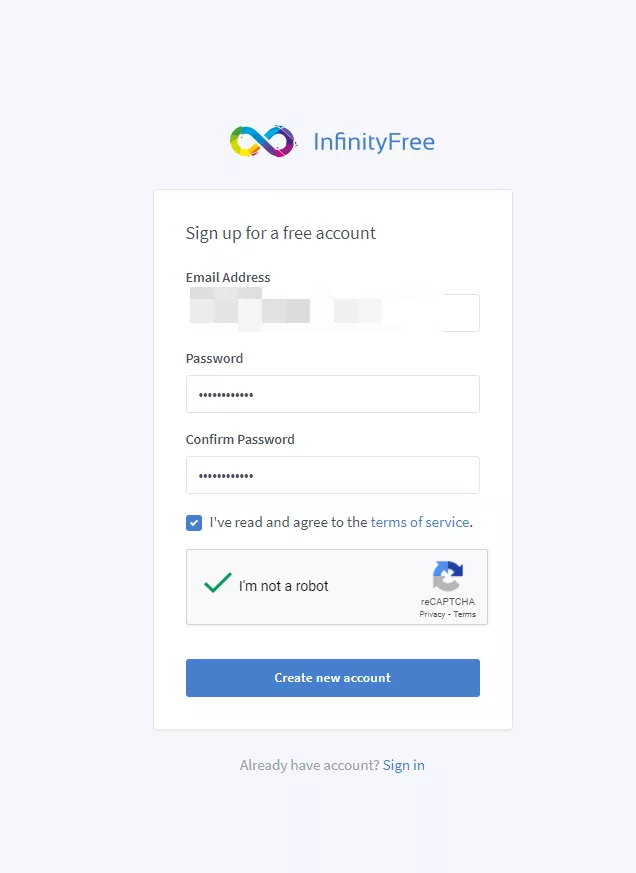 InfinityFree
Sign up for a free account
Email Address
Password
••••••••••••
Confirm Password
••••••••••••
I've read and agree to the terms of service.
I'm not a robot
reCAPTCHA
Privacy - Terms
Create new account
Already have account? Sign in